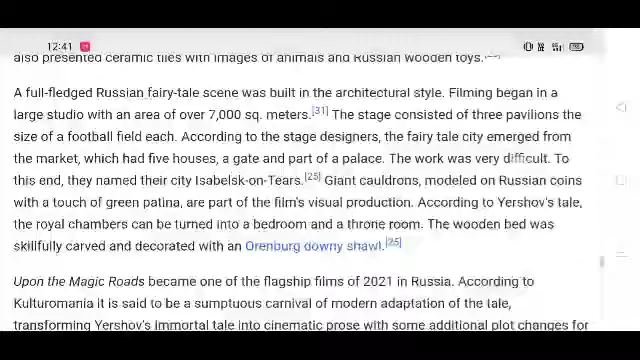 12:41
also presented ceramic tiles with images of animals and Russian wooden toys.
A full-fledged Russian fairy-tale scene was built in the architectural style. Filming began in a
large studio with an area of over 7,000 sq. meters.[31] The stage consisted of three pavilions the
size of a football field each. According to the stage designers, the fairy tale city emerged from
the market, which had five houses, a gate and part of a palace. The work was very difficult. To
this end, they named their city Isabelsk-on-Tears.[25] Giant cauldrons, modeled on Russian coins
with a touch of green patina, are part of the film's visual production. According to Yershov's tale,
the royal chambers can be turned into a bedroom and a throne room. The wooden bed was
skillfully carved and decorated with an Orenburg downy shawl.[25]
Upon the Magic Roads became one of the flagship films of 2021 in Russia. According to
Kulturomania it is said to be a sumptuous carnival of modern adaptation of the tale,
transforming Yershov's immortal tale into cinematic prose with some additional plot changes for